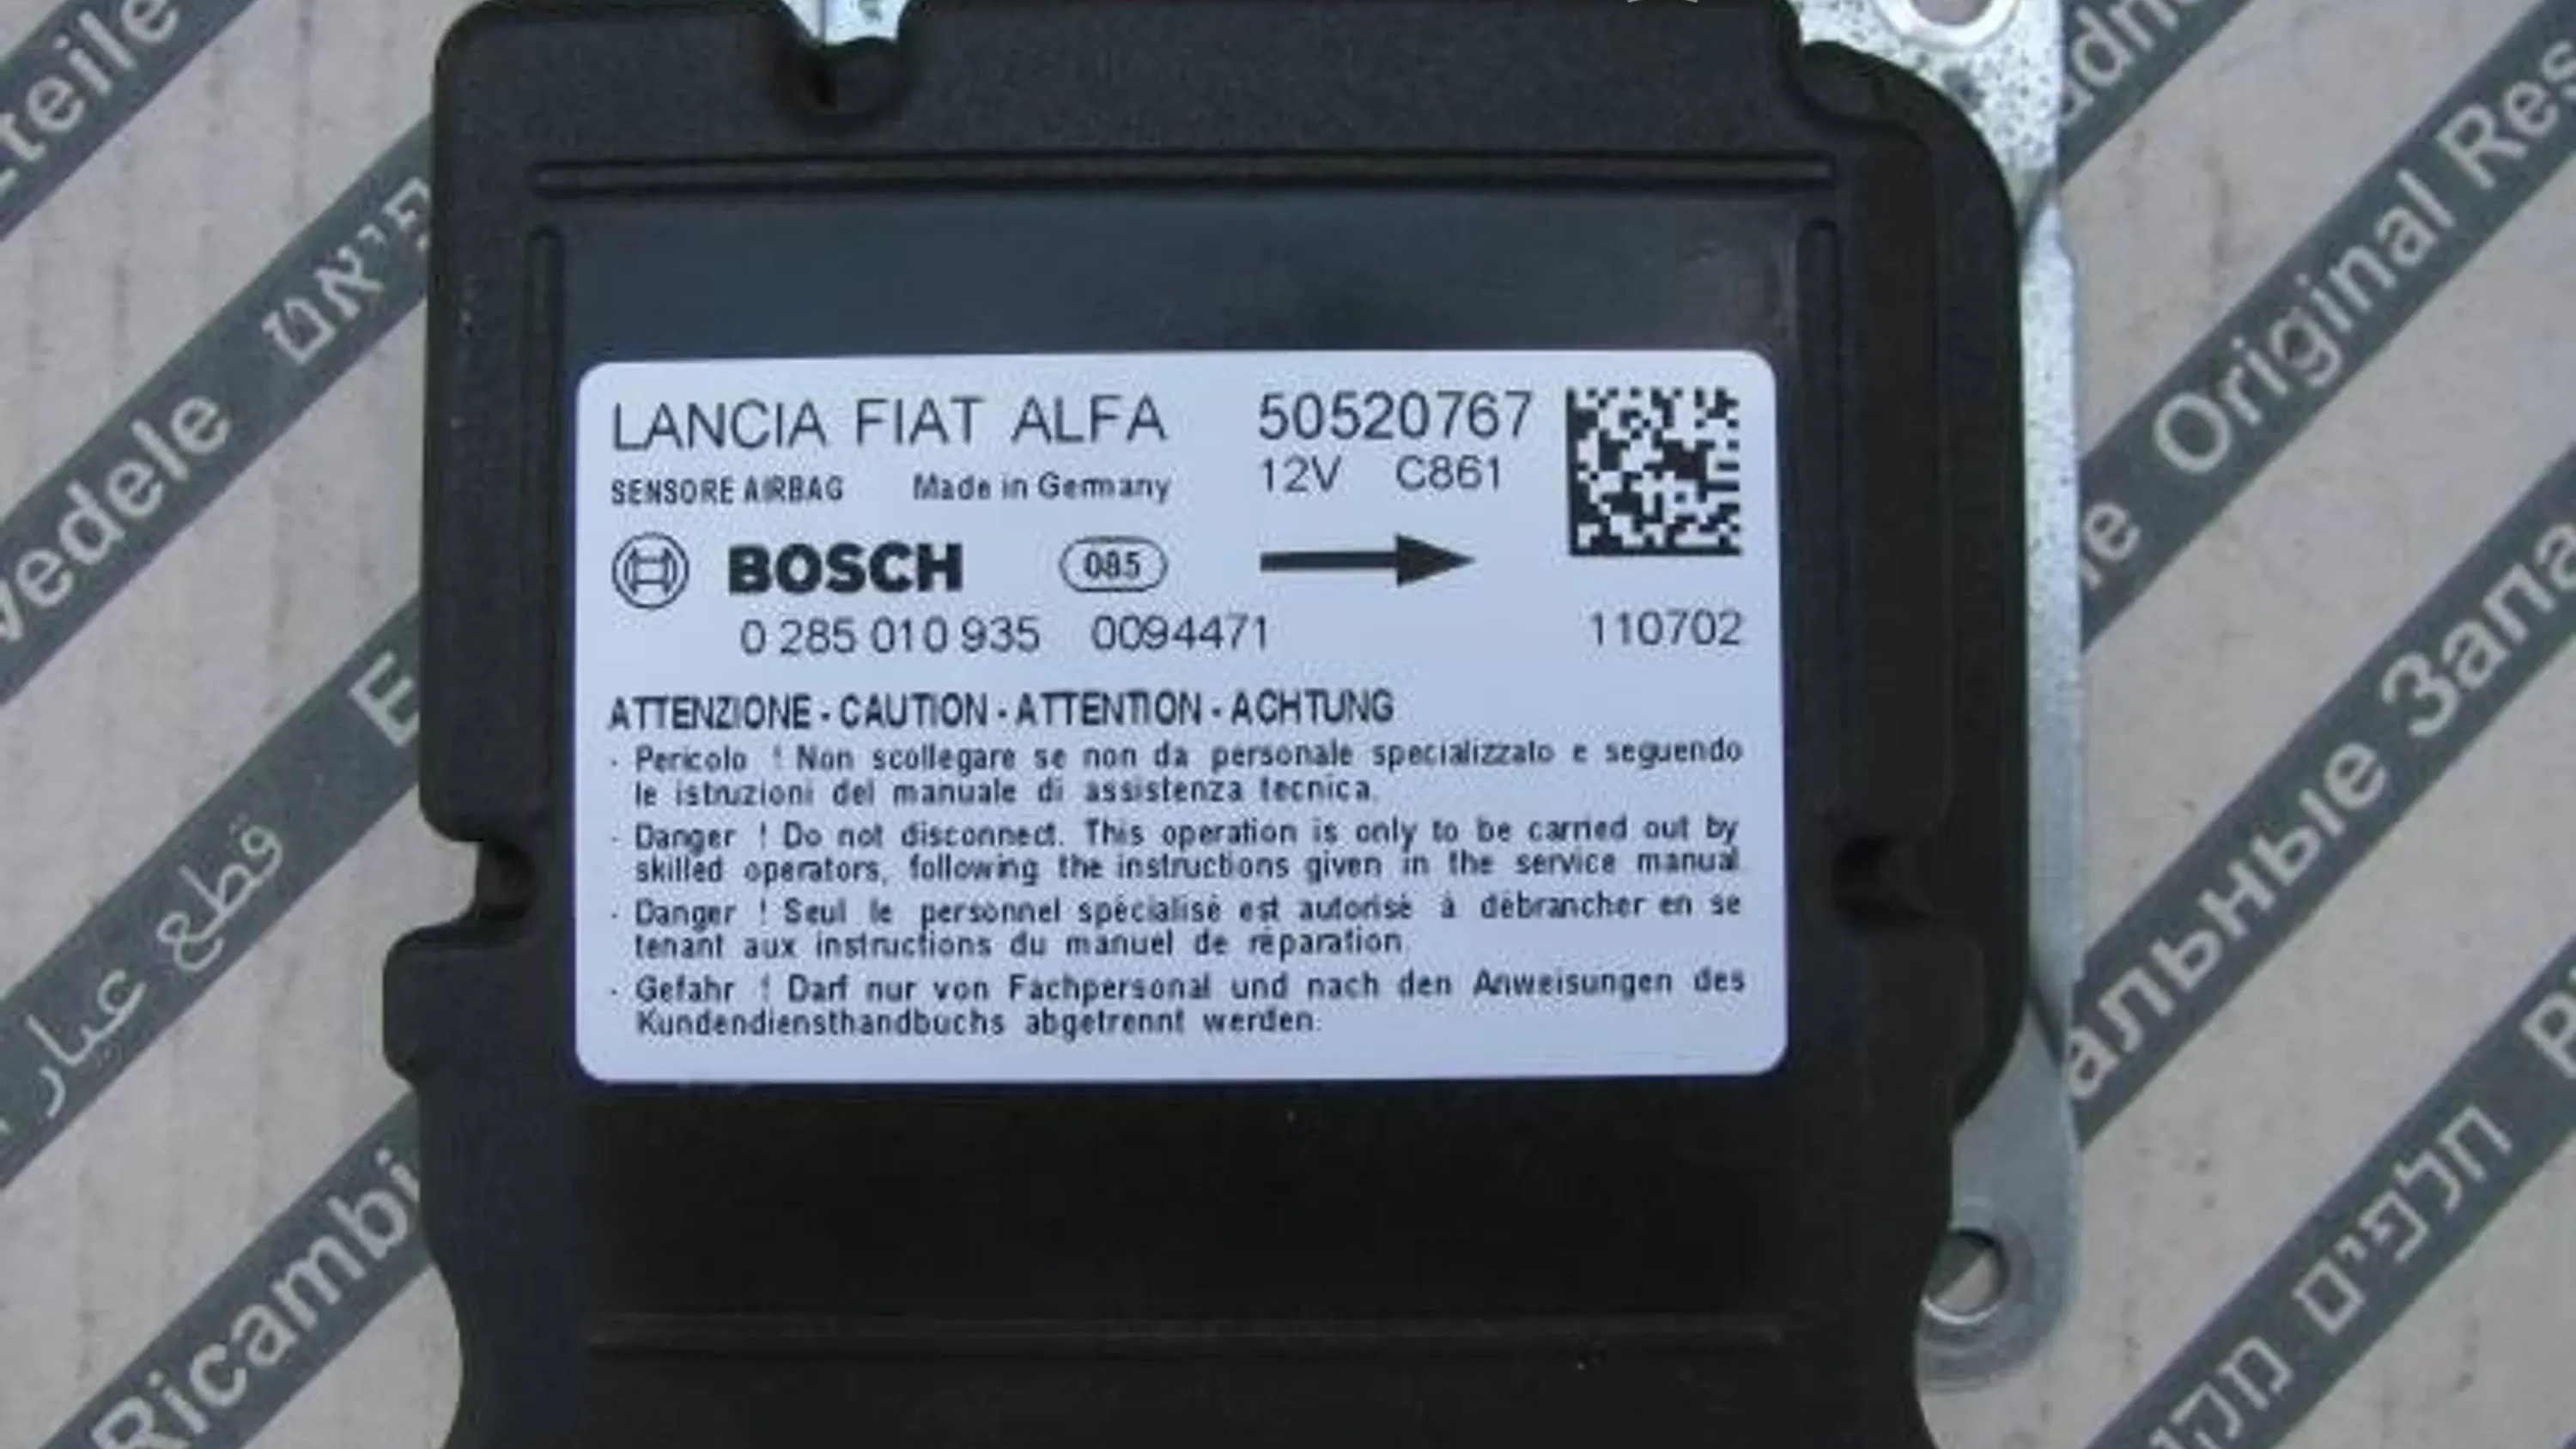 LANCIA FIAT ALFA 50520767
SENSORE AIRBAG Made in Germany 12V C861
BOSCH 085
0 285 010 935 0094471 110702
ATTENZIONE - CAUTION - ATTENTION - ACHTUNG
· Pericolo ! Non scollegare se non da personale specializzato e seguendo
le istruzioni del manuale di assistenza tecnica.
· Danger ! Do not disconnect. This operation is only to be carried out by
skilled operators, following the instructions given in the service manual
· Danger ! Seul le personnel spécialisé est autorisé à débrancher en se
tenant aux instructions du manuel de réparation
· Gefahr ! Darf nur von Fachpersonal und nach den Anweisungen des
Kundendiensthandbuchs abgetrennt werden.
פיאט
قطع غيار
Ricambi
Original
חלפים